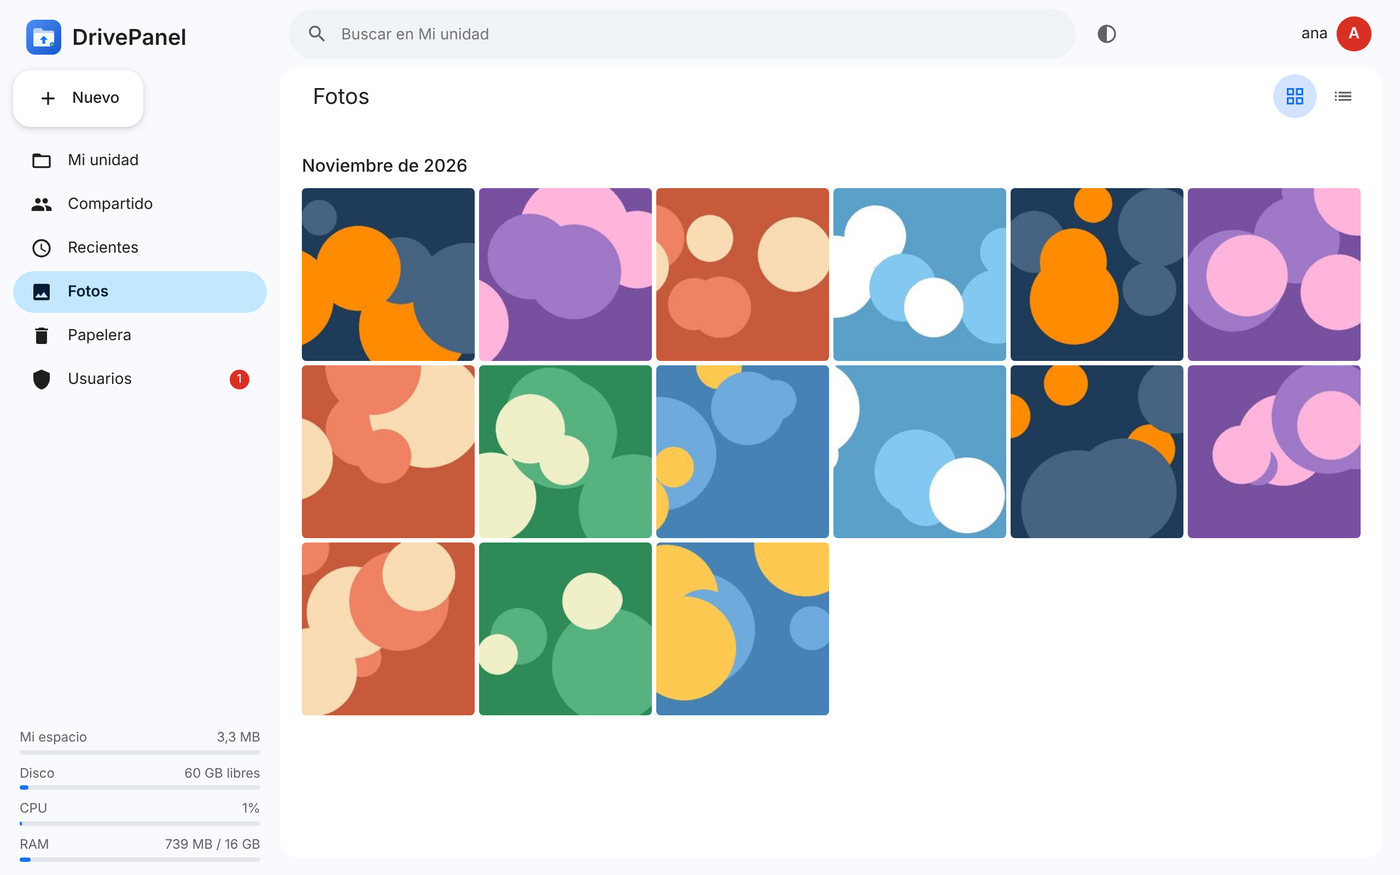 DrivePanel
Buscar en Mi unidad
ana
A
Nuevo
Mi unidad
Compartido
Recientes
Fotos
Papelera
Usuarios
1
Mi espacio 3,3 MB
Disco 60 GB libres
CPU 1%
RAM 739 MB / 16 GB
Fotos
Noviembre de 2026